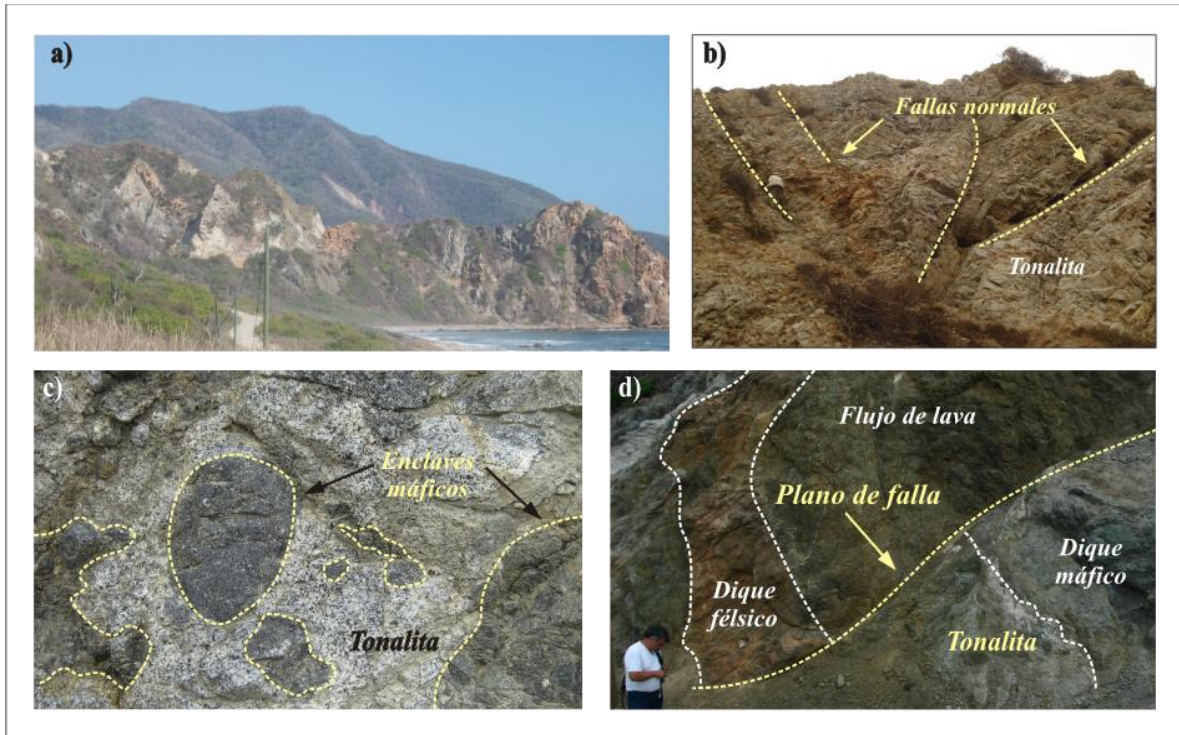 a)
b)
Fallas normales
Tonalita
c)
Enclaves
máficos
Tonalita
d)
Flujo de lava
Plano de falla
Dique
félsico
Dique
máfico
Tonalita